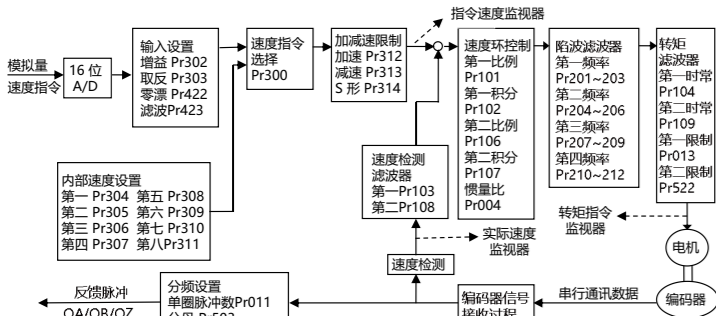 指令速度监视器
模拟量
速度指令
16 位
A/D
输入设置
增益 Pr302
取反 Pr303
零漂 Pr422
滤波Pr423
速度指令
选择
Pr300
加减速限制
加速 Pr312
减速 Pr313
S 形 Pr314
速度环控制
第一比例
Pr101
第一积分
Pr102
第二比例
Pr106
第二积分
Pr107
惯量比
Pr004
陷波滤波器
第一频率
Pr201~203
第二频率
Pr204~206
第三频率
Pr207~209
第四频率
Pr210~212
转矩
滤波器
第一时常
Pr104
第二时常
Pr109
第一限制
Pr013
第二限制
Pr522
内部速度设置
第一 Pr304 第五 Pr308
第二 Pr305 第六 Pr309
第三 Pr306 第七 Pr310
第四 Pr307 第八Pr311
速度检测
滤波器
第一Pr103
第二Pr108
实际速度
监视器
转矩指令
监视器
电机
速度检测
反馈脉冲
OA/OB/OZ
分频设置
单圈脉冲数Pr011
分母 Pr503
编码器信号
接收过程
串行通讯数据
编码器